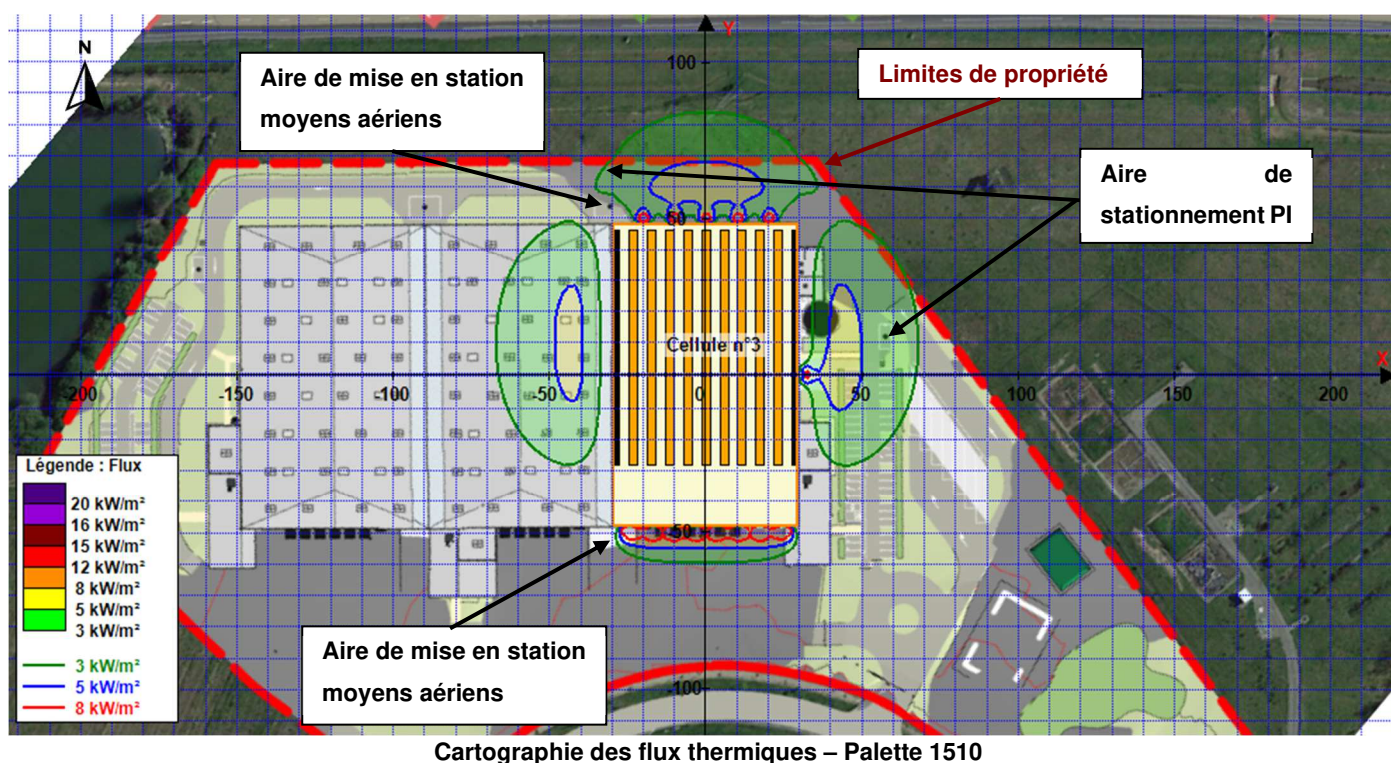 N
Y
100
Aire de mise en station
moyens aériens
Limites de propriété
Aire de
stationnement PI
50
Cellule n°3
X
-200
-150
-100
-50
50
100
150
200
Légende : Flux
20 kW/m²
16 kW/m²
15 kW/m²
12 kW/m²
8 kW/m²
5 kW/m²
3 kW/m²
3 kW/m²
5 kW/m²
8 kW/m²
-50
Aire de mise en station
moyens aériens
-100
Cartographie des flux thermiques – Palette 1510